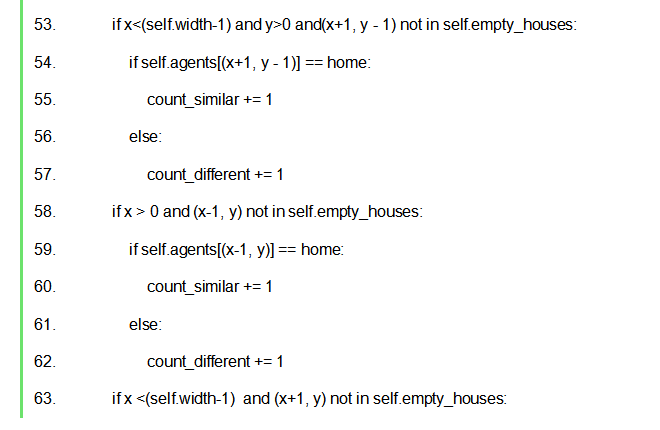 53. if x<(self.width-1) and y>0 and(x+1, y - 1) not in self.empty_houses:
54. if self.agents[(x+1, y - 1)] == home:
55. count_similar += 1
56. else:
57. count_different += 1
58. if x > 0 and (x-1, y) not in self.empty_houses:
59. if self.agents[(x-1, y)] == home:
60. count_similar += 1
61. else:
62. count_different += 1
63. if x <(self.width-1) and (x+1, y) not in self.empty_houses: